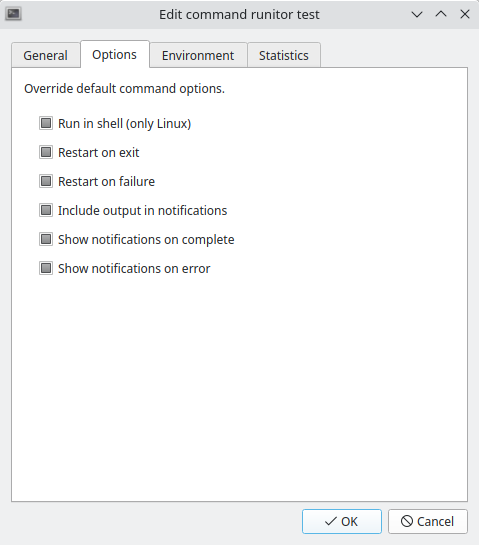 Edit command runitor test
General Options Environment Statistics
Override default command options.
Run in shell (only Linux)
Restart on exit
Restart on failure
Include output in notifications
Show notifications on complete
Show notifications on error
OK Cancel